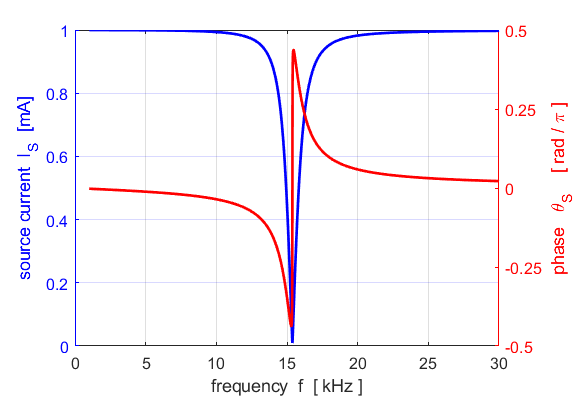 1
0.8
0.6
0.4
0.2
0
source current I_S [mA]
0.5
0.25
0
-0.25
-0.5
phase θ_S [ rad / π ]
0 5 10 15 20 25 30
frequency f [ kHz ]